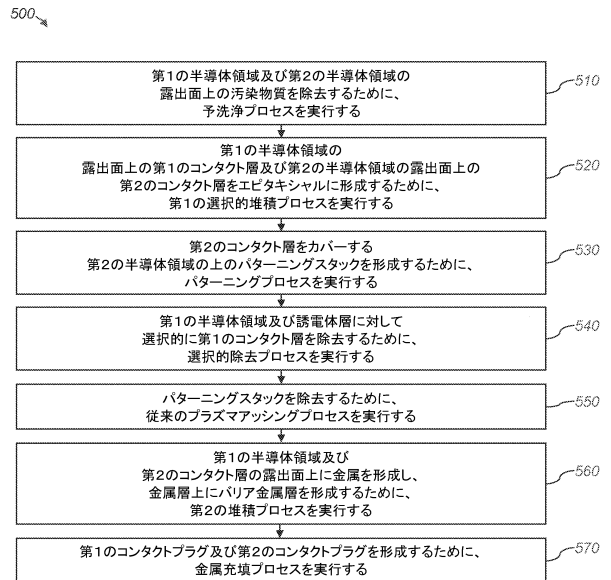 500
第1の半導体領域及び第2の半導体領域の
露出面上の汚染物質を除去するために、
予洗浄プロセスを実行する
510
第1の半導体領域の
露出面上の第1のコンタクト層及び第2の半導体領域の露出面上の
第2のコンタクト層をエピタキシャルに形成するために、
第1の選択的堆積プロセスを実行する
520
第2のコンタクト層をカバーする
第2の半導体領域の上のパターニングスタックを形成するために、
パターニングプロセスを実行する
530
第1の半導体領域及び誘電体層に対して
選択的に第1のコンタクト層を除去するために、
選択的除去プロセスを実行する
540
パターニングスタックを除去するために、
従来のプラズマアッシングプロセスを実行する
550
第1の半導体領域及び
第2のコンタクト層の露出面上に金属を形成し、
金属層上にバリア金属層を形成するために、
第2の堆積プロセスを実行する
560
第1のコンタクトプラグ及び第2のコンタクトプラグを形成するために、
金属充填プロセスを実行する
570